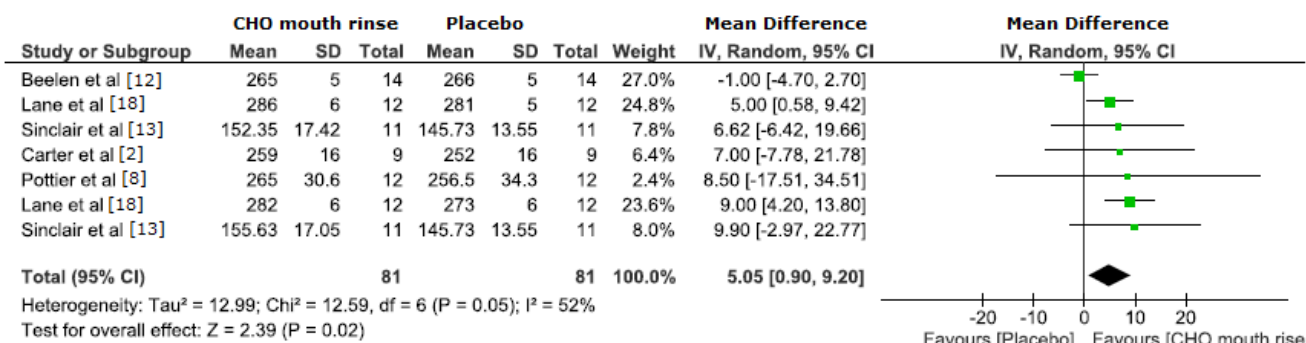 CHO mouth rinse Placebo Mean Difference Mean Difference
Study or Subgroup Mean SD Total Mean SD Total Weight IV, Random, 95% CI IV, Random, 95% CI
Beelen et al [12] 265 5 14 266 5 14 27.0% -1.00 [-4.70, 2.70]
Lane et al [18] 286 6 12 281 5 12 24.8% 5.00 [0.58, 9.42]
Sinclair et al [13] 152.35 17.42 11 145.73 13.55 11 7.8% 6.62 [-6.42, 19.66]
Carter et al [2] 259 16 9 252 16 9 6.4% 7.00 [-7.78, 21.78]
Pottier et al [8] 265 30.6 12 256.5 34.3 12 2.4% 8.50 [-17.51, 34.51]
Lane et al [18] 282 6 12 273 6 12 23.6% 9.00 [4.20, 13.80]
Sinclair et al [13] 155.63 17.05 11 145.73 13.55 11 8.0% 9.90 [-2.97, 22.77]
Total (95% CI) 81 81 100.0% 5.05 [0.90, 9.20]
Heterogeneity: Tau² = 12.99; Chi² = 12.59, df = 6 (P = 0.05); I² = 52%
Test for overall effect: Z = 2.39 (P = 0.02)
-20 -10 0 10 20
Favours [Placebo] Favours [CHO mouth rise